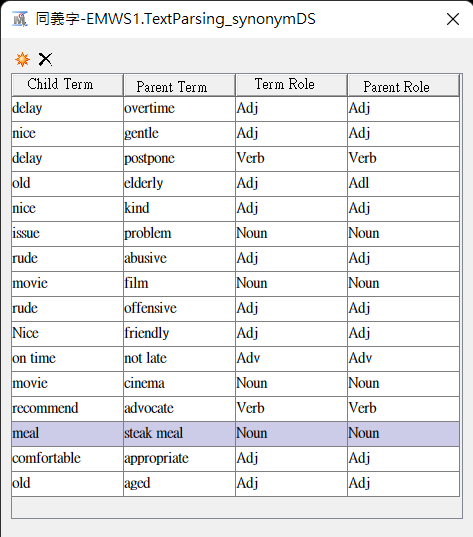 同義字-EMWS1.TextParsing_synonymDS
Child Term Parent Term Term Role Parent Role
delay overtime Adj Adj
nice gentle Adj Adj
delay postpone Verb Verb
old elderly Adj Adl
nice kind Adj Adj
issue problem Noun Noun
rude abusive Adj Adj
movie film Noun Noun
rude offensive Adj Adj
Nice friendly Adj Adj
on time not late Adv Adv
movie cinema Noun Noun
recommend advocate Verb Verb
meal steak meal Noun Noun
comfortable appropriate Adj Adj
old aged Adj Adj